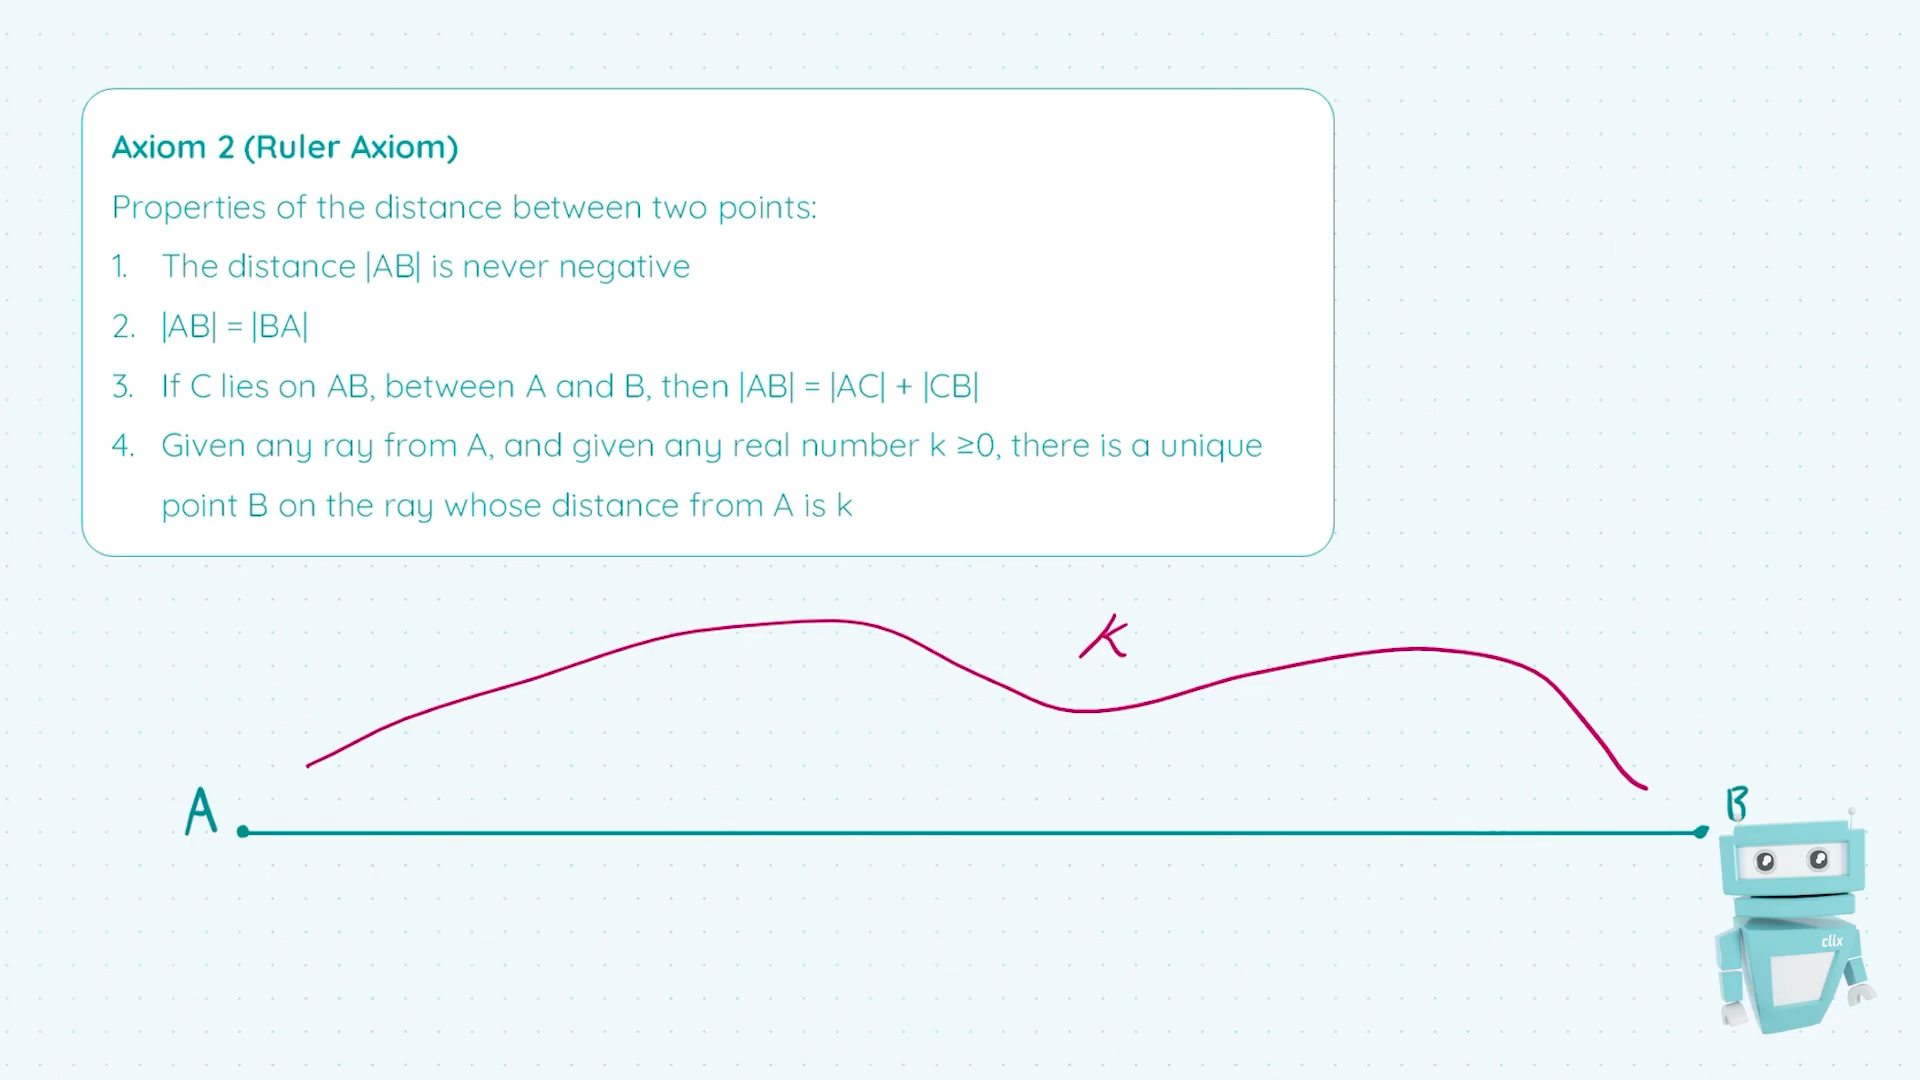 Axiom 2 (Ruler Axiom)
Properties of the distance between two points:
1. The distance |AB| is never negative
2. |AB| = |BA|
3. If C lies on AB, between A and B, then |AB| = |AC| + |CB|
4. Given any ray from A, and given any real number k ≥0, there is a unique
point B on the ray whose distance from A is k
K
A
B
clix